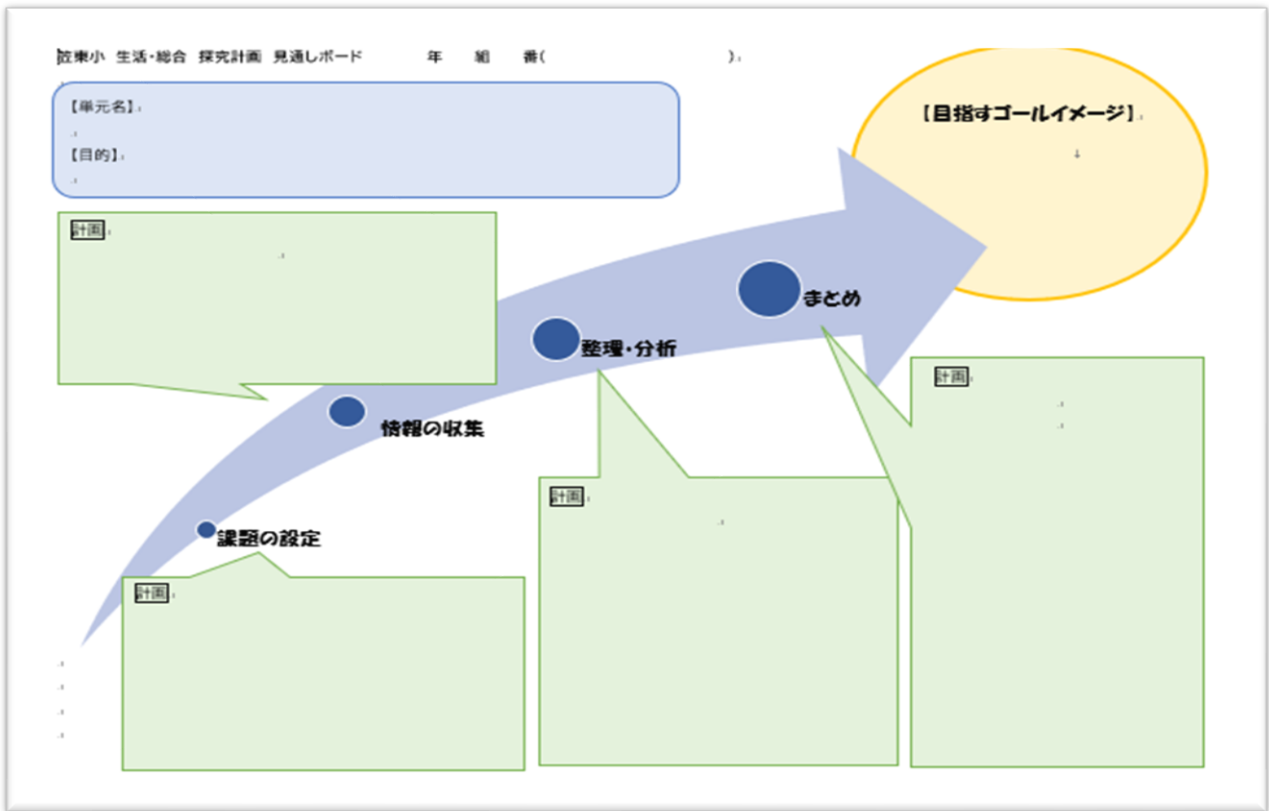 笠東小 生活・総合 探究計画 見通しボード 年 組 番( )
【単元名】
【目的】
【目指すゴールイメージ】
計画
まとめ
整理・分析
計画
情報の収集
計画
課題の設定
計画